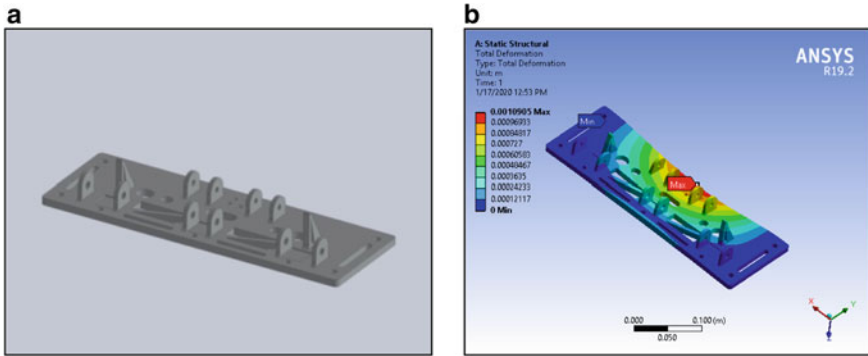 a
b
A: Static Structural
Total Deformation
Type: Total Deformation
Unit: m
Time: 1
1/17/2020 12:53 PM
ANSYS
R19.2
0.0010905 Max
0.00096933
0.00084817
0.000727
0.00060583
0.00048467
0.0003635
0.00024233
0.00012117
0 Min
Min
Max
0.000
0.100 (m)
0.050
X
Y
Z